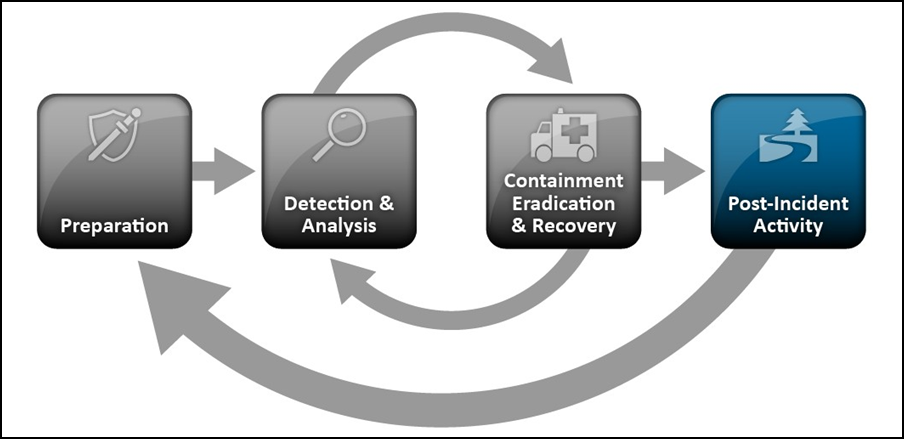 Preparation
Detection &
Analysis
Containment
Eradication
& Recovery
Post-Incident
Activity